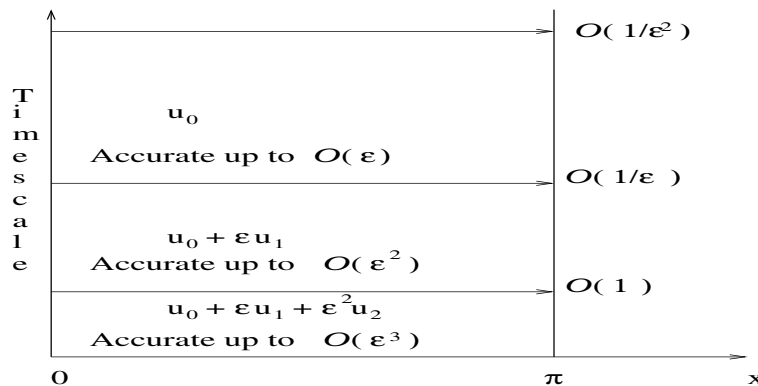 O( 1/ε² )
Timescale
u₀
Accurate up to O( ε )
O( 1/ε )
u₀ + εu₁
Accurate up to O( ε² )
O( 1 )
u₀ + εu₁ + ε²u₂
Accurate up to O( ε³ )
0 π x